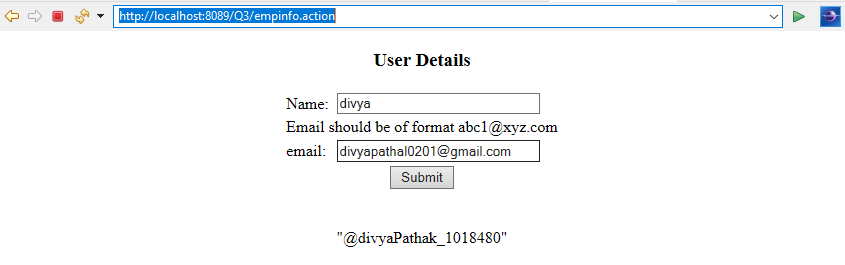 http://localhost:8089/Q3/empinfo.action
User Details
Name: divya
Email should be of format abc1@xyz.com
email: divyapathal0201@gmail.com
Submit
"@divyaPathak_1018480"